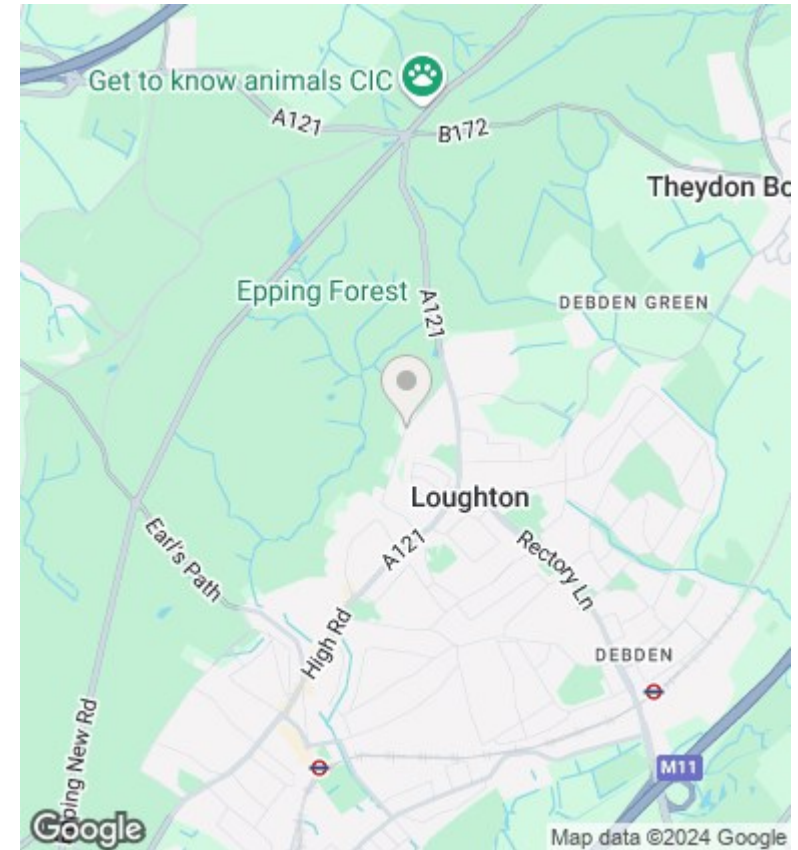 Get to know animals CIC
A121
B172
Theydon Bo
Epping Forest
A121
DEBDEN GREEN
Loughton
A121
Rectory Ln
Earl's Path
High Rd
DEBDEN
pping New Rd
M11
Google
Map data ©2024 Google